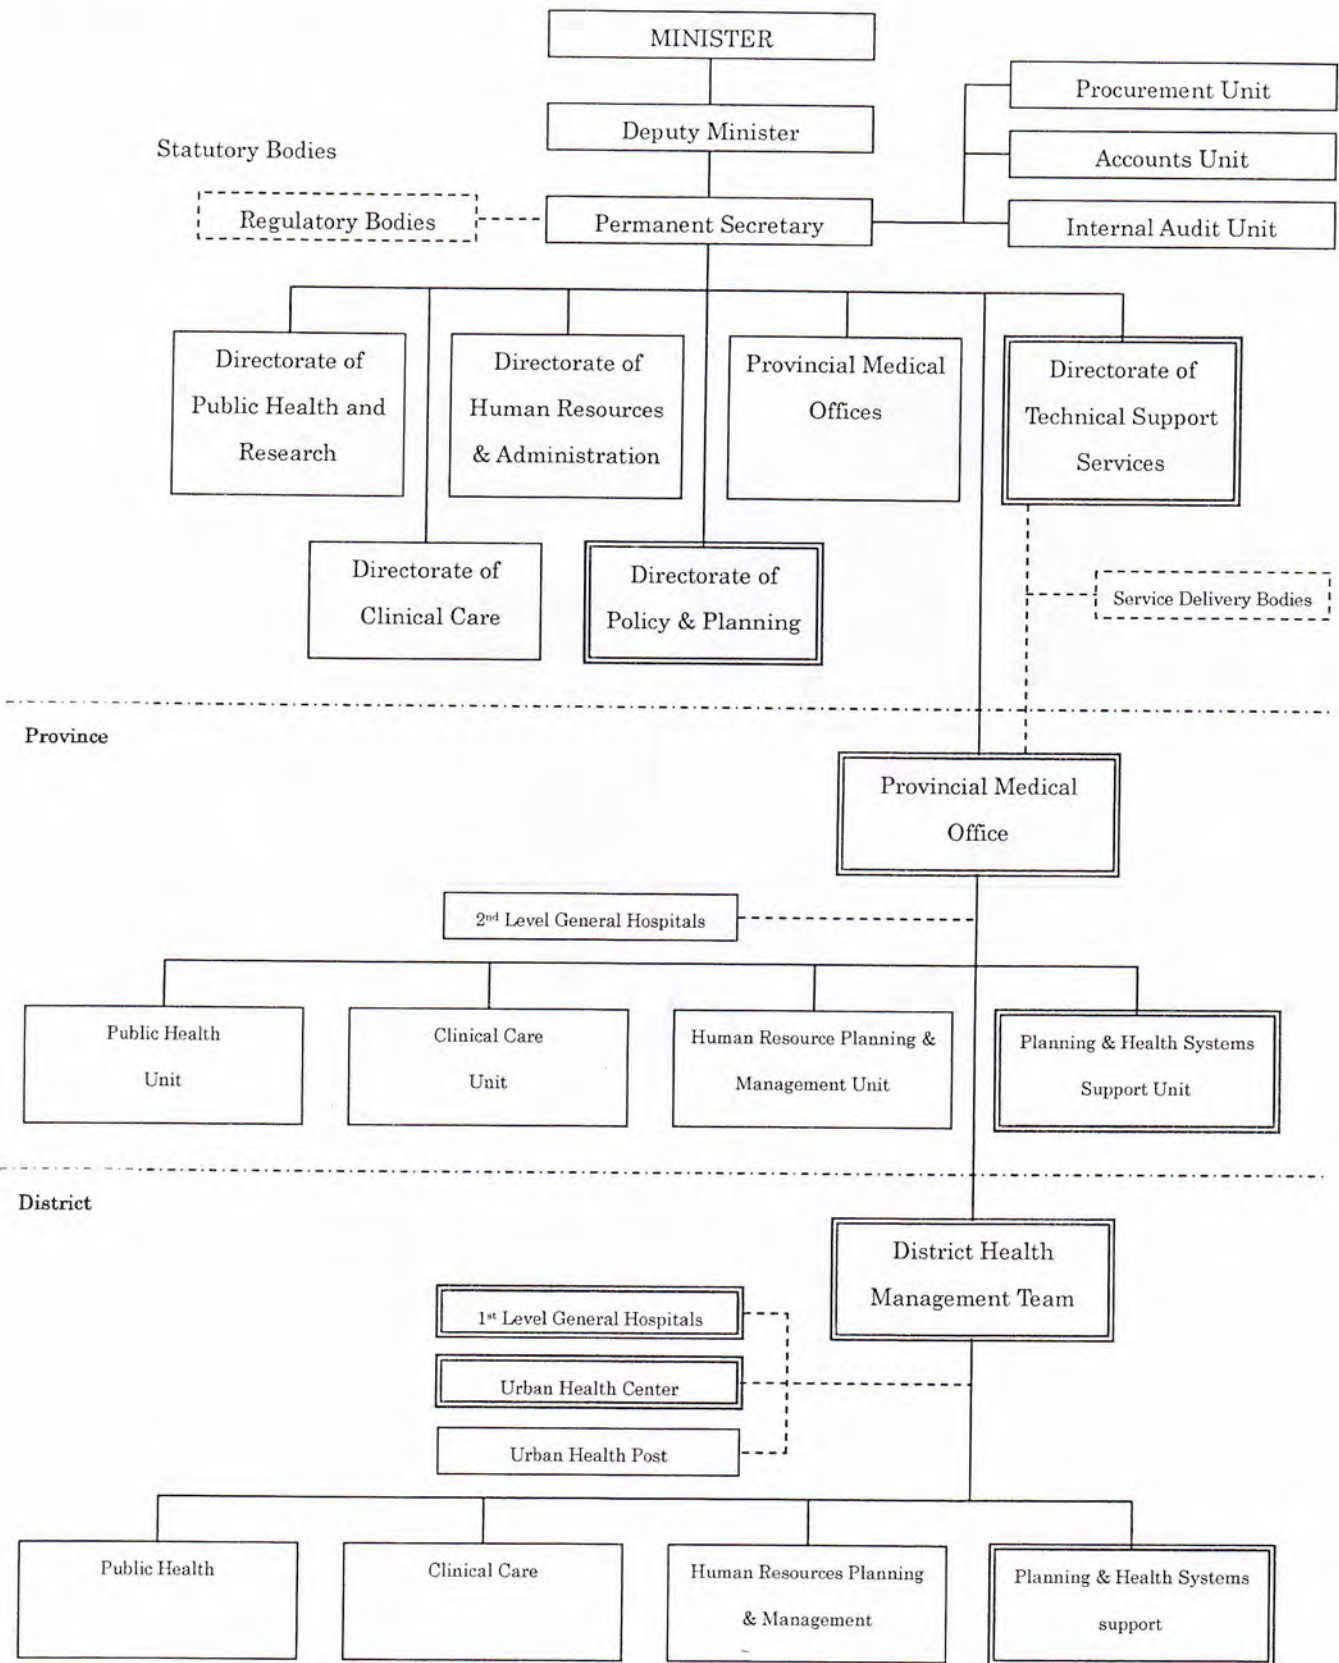 MINISTER
Procurement Unit
Deputy Minister
Statutory Bodies
Accounts Unit
Regulatory Bodies
Permanent Secretary
Internal Audit Unit
Directorate of
Public Health and
Research
Directorate of
Human Resources
& Administration
Provincial Medical
Offices
Directorate of
Technical Support
Services
Directorate of
Clinical Care
Directorate of
Policy & Planning
Service Delivery Bodies
Province
Provincial Medical
Office
2nd Level General Hospitals
Public Health
Unit
Clinical Care
Unit
Human Resource Planning &
Management Unit
Planning & Health Systems
Support Unit
District
District Health
Management Team
1st Level General Hospitals
Urban Health Center
Urban Health Post
Public Health
Clinical Care
Human Resources Planning
& Management
Planning & Health Systems
support